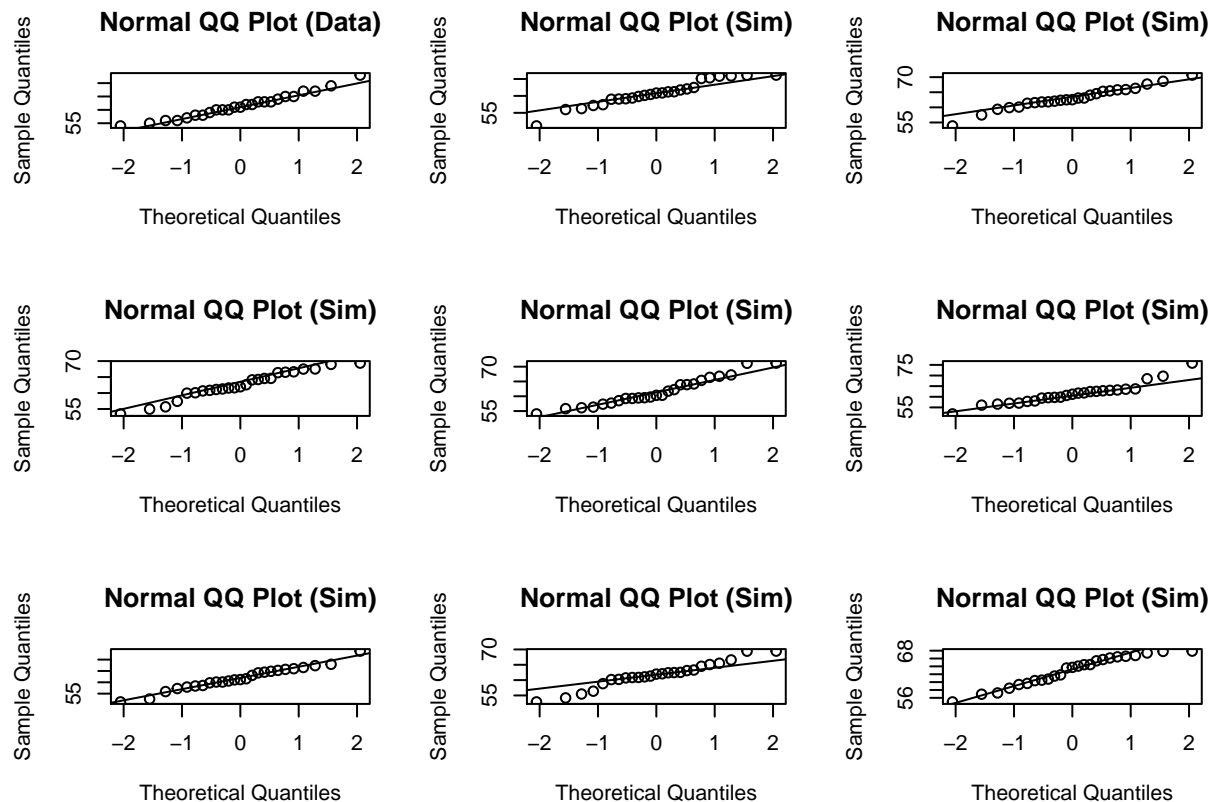 Normal QQ Plot (Data)
Sample Quantiles
55
−2 −1 0 1 2
Theoretical Quantiles
Normal QQ Plot (Sim)
Sample Quantiles
55
−2 −1 0 1 2
Theoretical Quantiles
Normal QQ Plot (Sim)
Sample Quantiles
70
55
−2 −1 0 1 2
Theoretical Quantiles
Normal QQ Plot (Sim)
Sample Quantiles
70
55
−2 −1 0 1 2
Theoretical Quantiles
Normal QQ Plot (Sim)
Sample Quantiles
70
55
−2 −1 0 1 2
Theoretical Quantiles
Normal QQ Plot (Sim)
Sample Quantiles
75
55
−2 −1 0 1 2
Theoretical Quantiles
Normal QQ Plot (Sim)
Sample Quantiles
55
−2 −1 0 1 2
Theoretical Quantiles
Normal QQ Plot (Sim)
Sample Quantiles
70
55
−2 −1 0 1 2
Theoretical Quantiles
Normal QQ Plot (Sim)
Sample Quantiles
68
56
−2 −1 0 1 2
Theoretical Quantiles